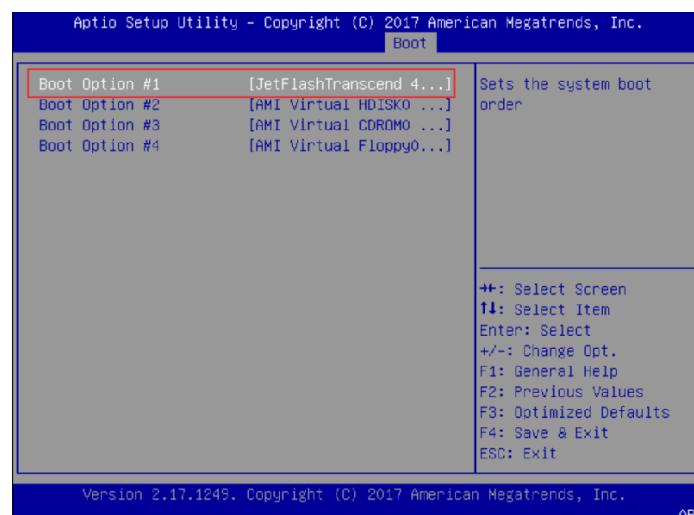 Aptio Setup Utility – Copyright (C) 2017 American Megatrends, Inc.
Boot
Boot Option #1 [JetFlashTranscend 4...]
Boot Option #2 [AMI Virtual HDISK0 ...]
Boot Option #3 [AMI Virtual CDROM0 ...]
Boot Option #4 [AMI Virtual Floppy0...]
Sets the system boot
order
→←: Select Screen
↑↓: Select Item
Enter: Select
+/-: Change Opt.
F1: General Help
F2: Previous Values
F3: Optimized Defaults
F4: Save & Exit
ESC: Exit
Version 2.17.1249. Copyright (C) 2017 American Megatrends, Inc.